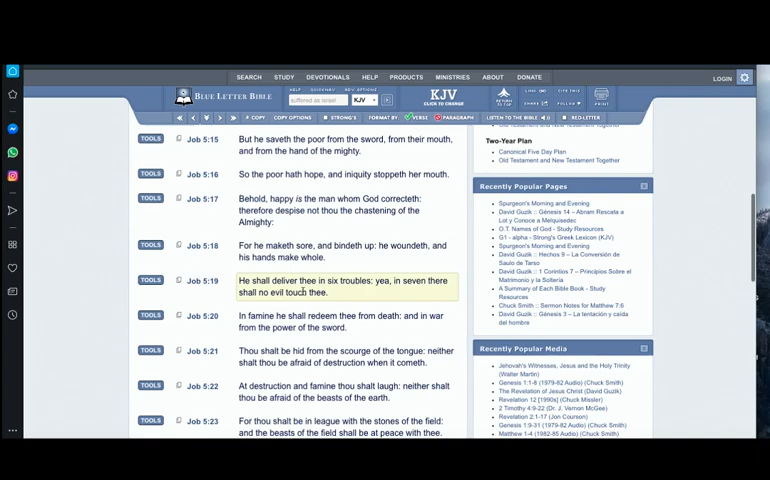 SEARCH STUDY DEVOTIONALS HELP PRODUCTS MINISTRIES ABOUT DONATE
LOGIN
BLUE LETTER BIBLE
HELP QUICKNAV ADV. OPTIONS
suffered as israel KJV
KJV
CLICK TO CHANGE
RETURN TO TOP
LINK CITE THIS
SHARE FOLLOW
PRINT
COPY COPY OPTIONS STRONG'S FORMAT BY: VERSE PARAGRAPH LISTEN TO THE BIBLE RED-LETTER
TOOLS Job 5:15 But he saveth the poor from the sword, from their mouth,
and from the hand of the mighty.
TOOLS Job 5:16 So the poor hath hope, and iniquity stoppeth her mouth.
TOOLS Job 5:17 Behold, happy is the man whom God correcteth:
therefore despise not thou the chastening of the
Almighty:
TOOLS Job 5:18 For he maketh sore, and bindeth up: he woundeth, and
his hands make whole.
TOOLS Job 5:19 He shall deliver thee in six troubles: yea, in seven there
shall no evil touch thee.
TOOLS Job 5:20 In famine he shall redeem thee from death: and in war
from the power of the sword.
TOOLS Job 5:21 Thou shalt be hid from the scourge of the tongue: neither
shalt thou be afraid of destruction when it cometh.
TOOLS Job 5:22 At destruction and famine thou shalt laugh: neither shalt
thou be afraid of the beasts of the earth.
TOOLS Job 5:23 For thou shalt be in league with the stones of the field:
and the beasts of the field shall be at peace with thee.
Two-Year Plan
Canonical Five Day Plan
Old Testament and New Testament Together
Recently Popular Pages
Spurgeon's Morning and Evening
David Guzik :: Génesis 14 – Abram Rescata a
Lot y Conoce a Melquisedec
O.T. Names of God - Study Resources
G1 - alpha - Strong's Greek Lexicon (KJV)
Spurgeon's Morning and Evening
David Guzik :: Hechos 9 – La Conversión de
Saulo de Tarso
David Guzik :: 1 Corintios 7 – Principios Sobre el
Matrimonio y la Soltería
A Summary of Each Bible Book - Study
Resources
Chuck Smith :: Sermon Notes for Matthew 7:6
David Guzik :: Génesis 3 – La tentación y caída
del hombre
Recently Popular Media
Jehovah's Witnesses, Jesus and the Holy Trinity
(Walter Martin)
Genesis 1:1-8 (1979-82 Audio) (Chuck Smith)
The Revelation of Jesus Christ (David Guzik)
Revelation 12 [1990s] (Chuck Missler)
2 Timothy 4:9-22 (Dr. J. Vernon McGee)
Revelation 2:1-17 (Jon Courson)
Genesis 1:9-31 (1979-82 Audio) (Chuck Smith)
Matthew 1-4 (1982-85 Audio) (Chuck Smith)